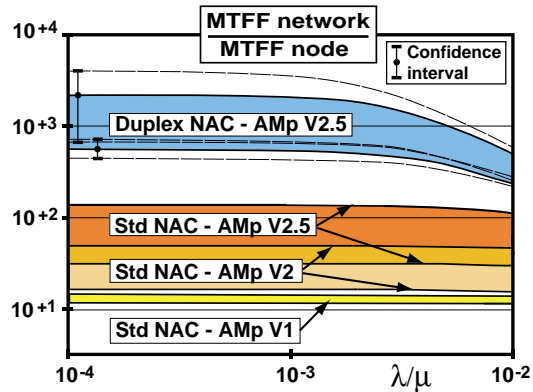 MTFF network
MTFF node
Confidence
interval
10+4
10+3
10+2
10+1
Duplex NAC - AMp V2.5
Std NAC - AMp V2.5
Std NAC - AMp V2
Std NAC - AMp V1
10-4
10-3
λ/μ
10-2